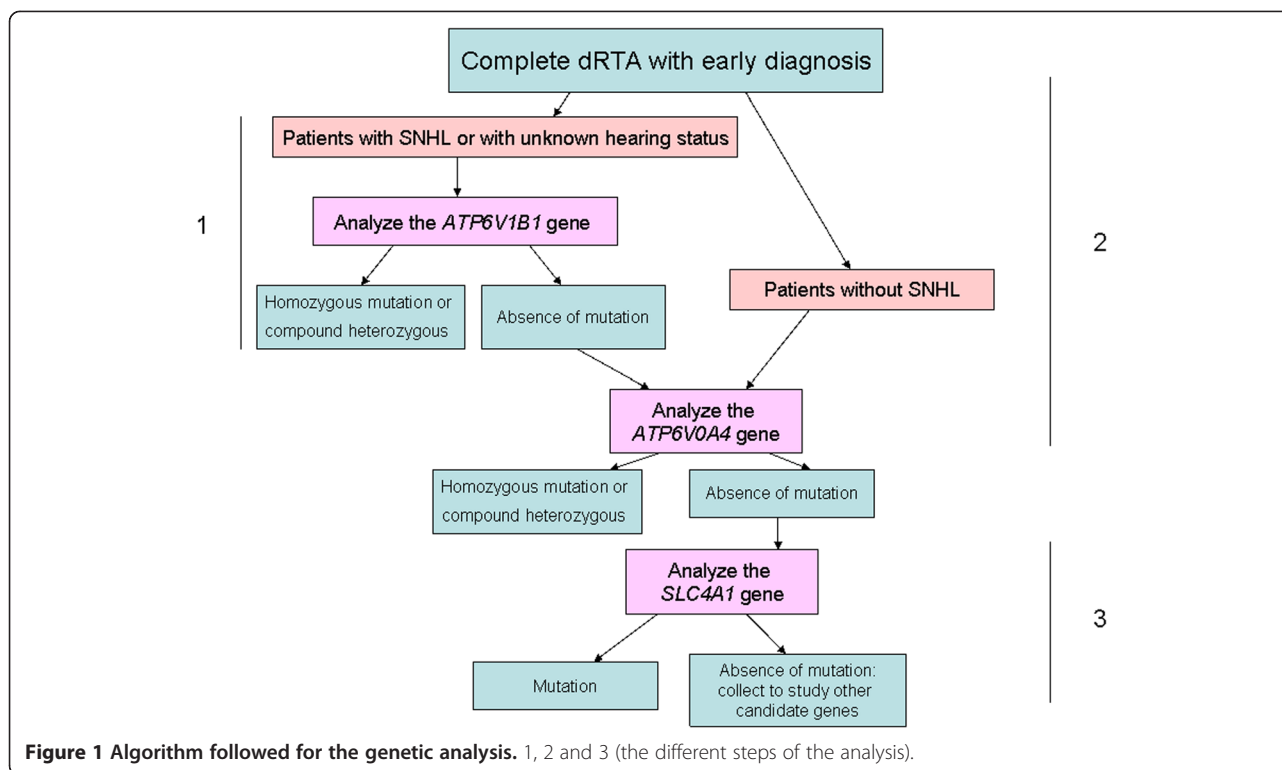 Complete dRTA with early diagnosis
Patients with SNHL or with unknown hearing status
1
Analyze the ATP6V1B1 gene
2
Homozygous mutation or
compound heterozygous
Absence of mutation
Patients without SNHL
Analyze the
ATP6V0A4 gene
Homozygous mutation or
compound heterozygous
Absence of mutation
Analyze the
SLC4A1 gene
3
Mutation
Absence of mutation:
collect to study other
candidate genes
Figure 1 Algorithm followed for the genetic analysis. 1, 2 and 3 (the different steps of the analysis).